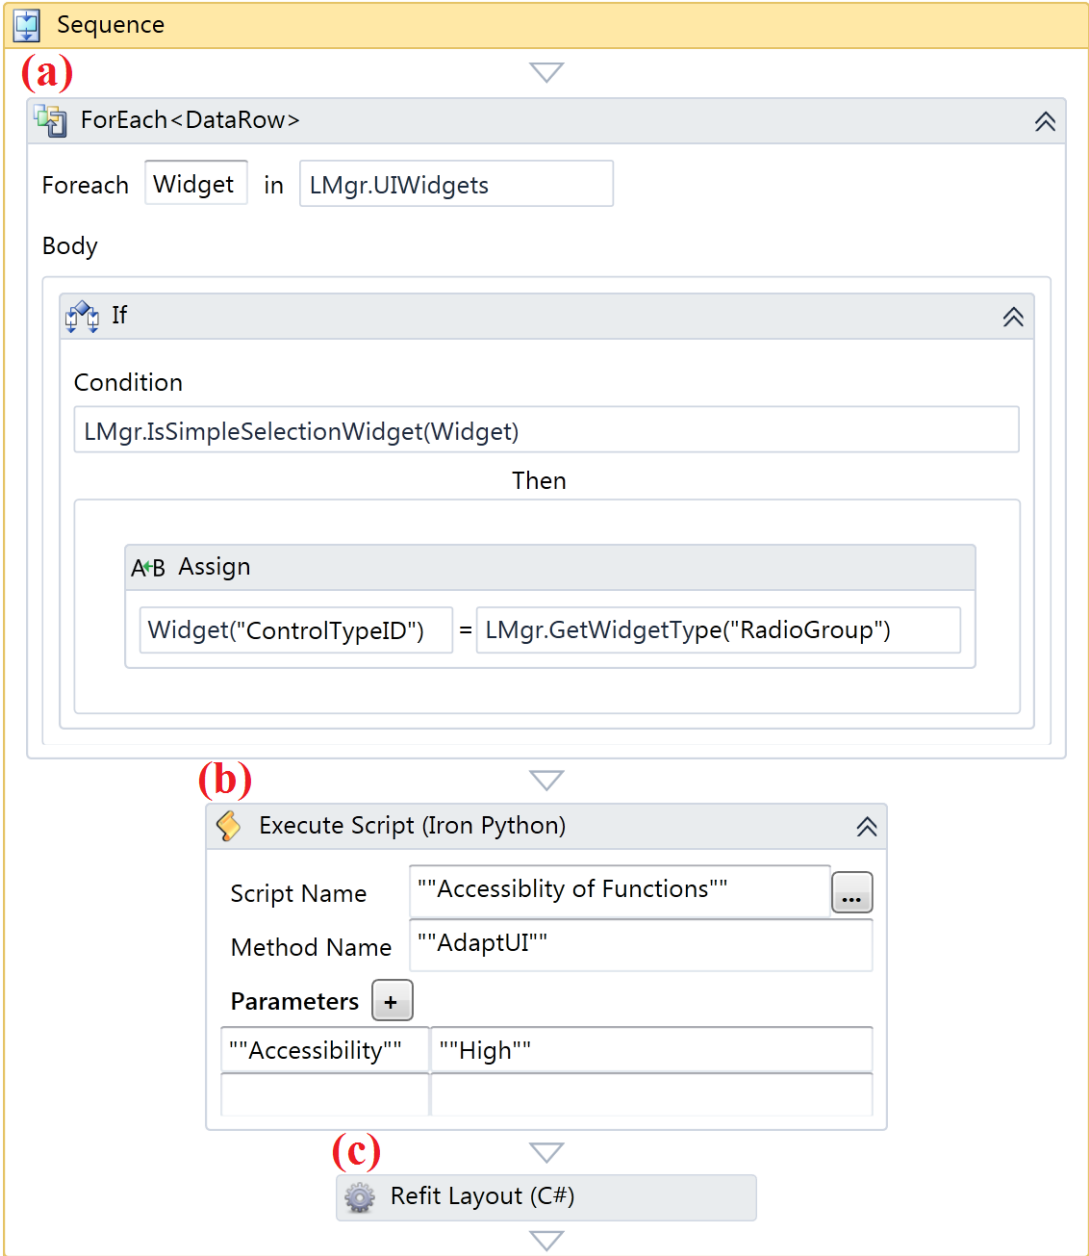 Sequence
(a)
ForEach<DataRow>
Foreach Widget in LMgr.UIWidgets
Body
If
Condition
LMgr.IsSimpleSelectionWidget(Widget)
Then
A←B Assign
Widget("ControlTypeID") = LMgr.GetWidgetType("RadioGroup")
(b)
Execute Script (Iron Python)
Script Name ""Accessiblity of Functions"" ...
Method Name ""AdaptUI""
Parameters +
""Accessibility"" ""High""
(c)
Refit Layout (C#)